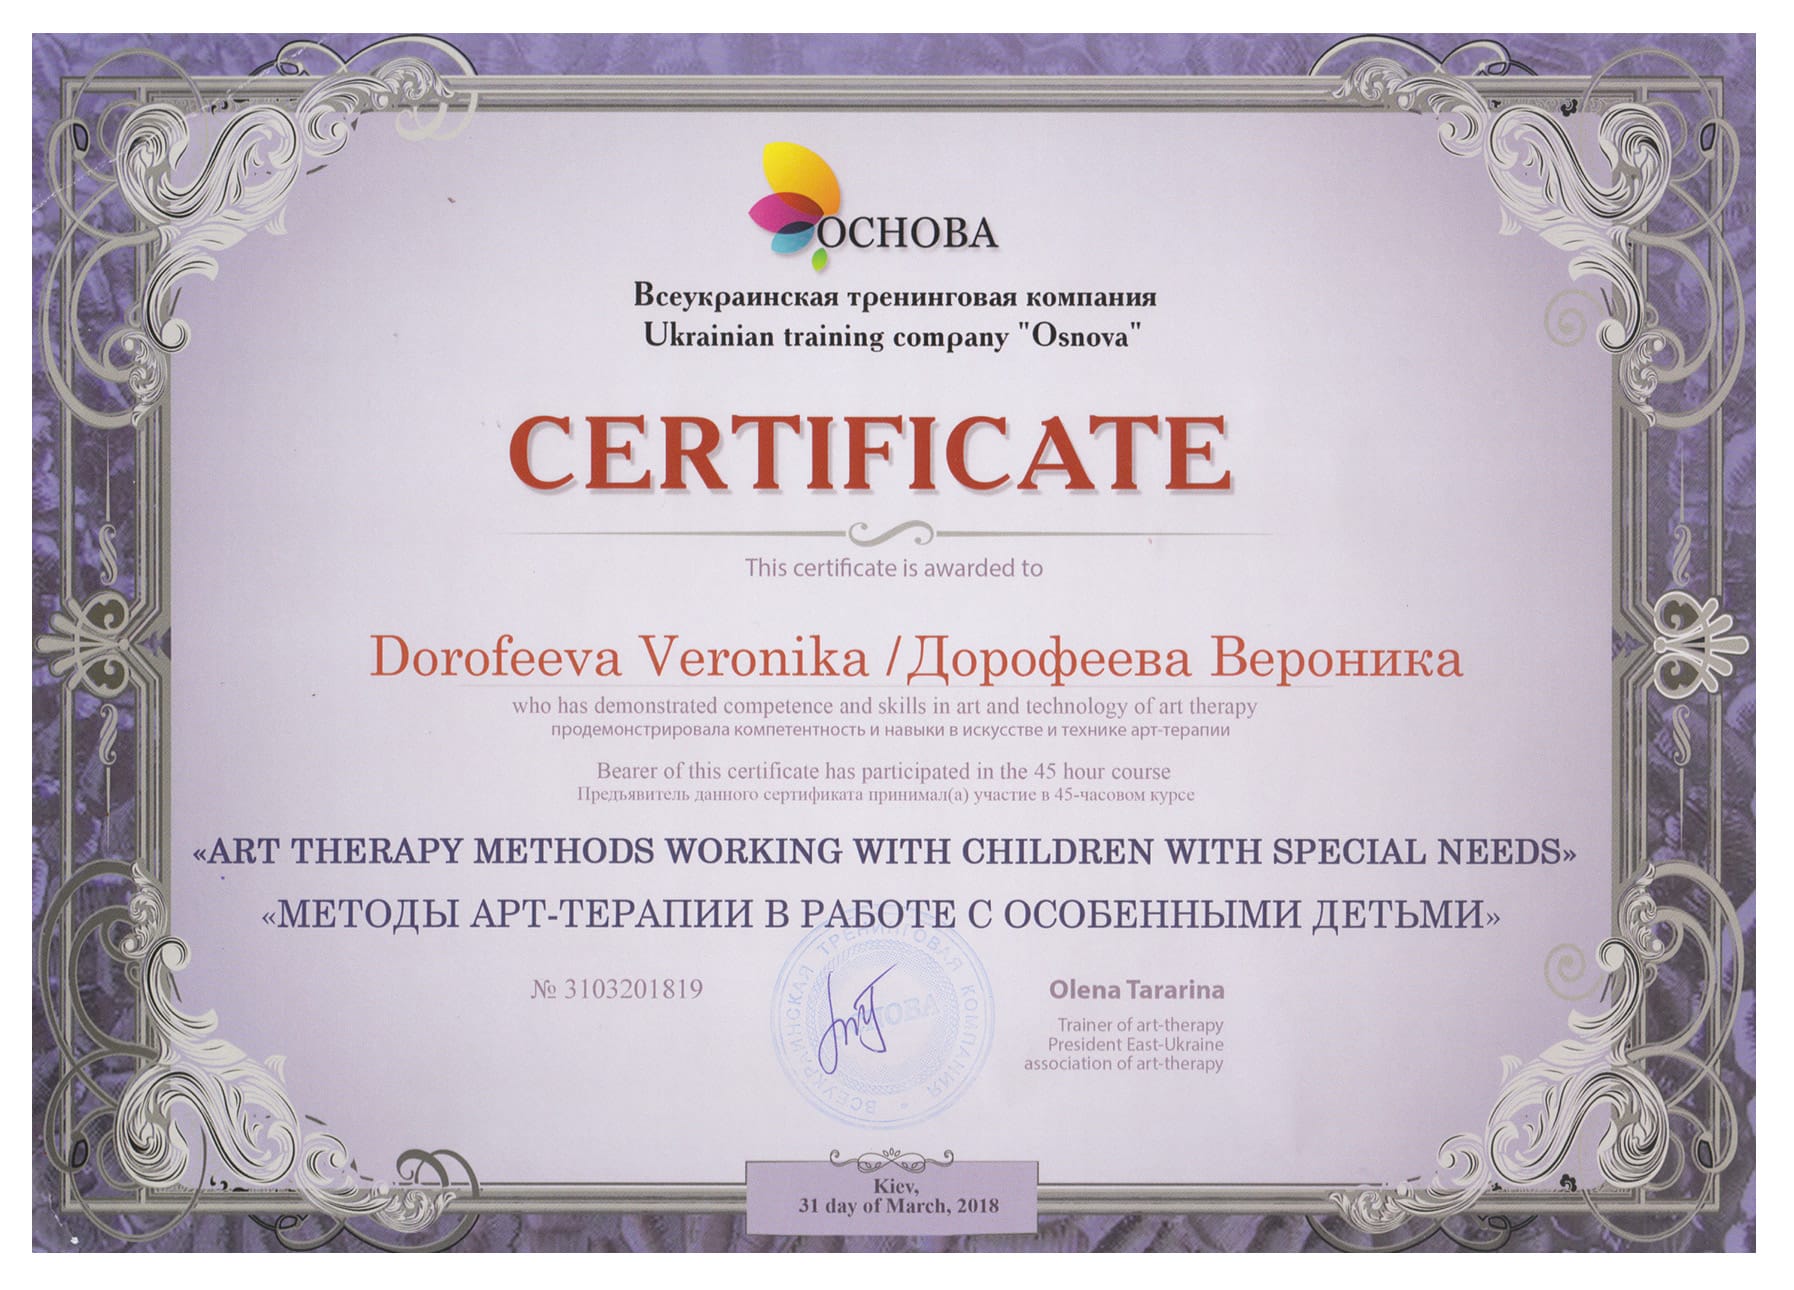 ОСНОВА
Всеукраинская тренинговая компания
Ukrainian training company "Osnova"
CERTIFICATE
This certificate is awarded to
Dorofeeva Veronika / Дорофеева Вероника
who has demonstrated competence and skills in art and technology of art therapy
продемонстрировала компетентность и навыки в искусстве и технике арт-терапии
Bearer of this certificate has participated in the 45 hour course
Предъявитель данного сертификата принимал(а) участие в 45-часовом курсе
«ART THERAPY METHODS WORKING WITH CHILDREN WITH SPECIAL NEEDS»
«МЕТОДЫ АРТ-ТЕРАПИИ В РАБОТЕ С ОСОБЕННЫМИ ДЕТЬМИ»
№ 3103201819
ВСЕУКРАИНСКАЯ ТРЕНИНГОВАЯ КОМПАНИЯ
ОСНОВА
Olena Tararina
Trainer of art-therapy
President East-Ukraine
association of art-therapy
Kiev,
31 day of March, 2018